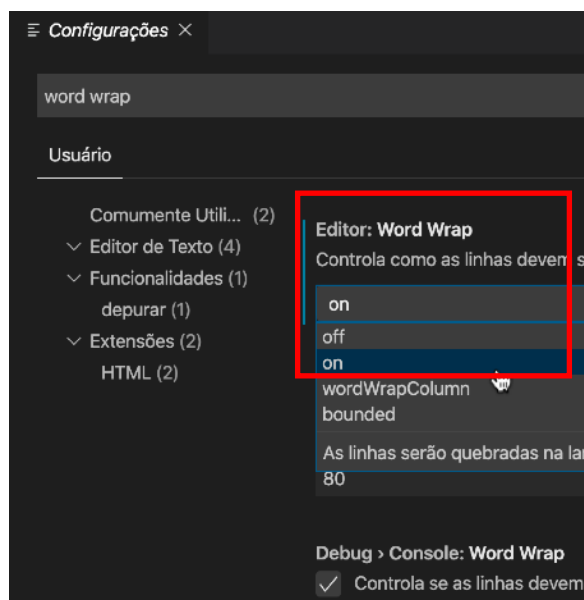 Configurações
word wrap
Usuário
Comumente Utili... (2)
Editor de Texto (4)
Funcionalidades (1)
depurar (1)
Extensões (2)
HTML (2)
Editor: Word Wrap
Controla como as linhas devem s
on
off
on
wordWrapColumn
bounded
As linhas serão quebradas na lar
80
Debug › Console: Word Wrap
Controla se as linhas devem